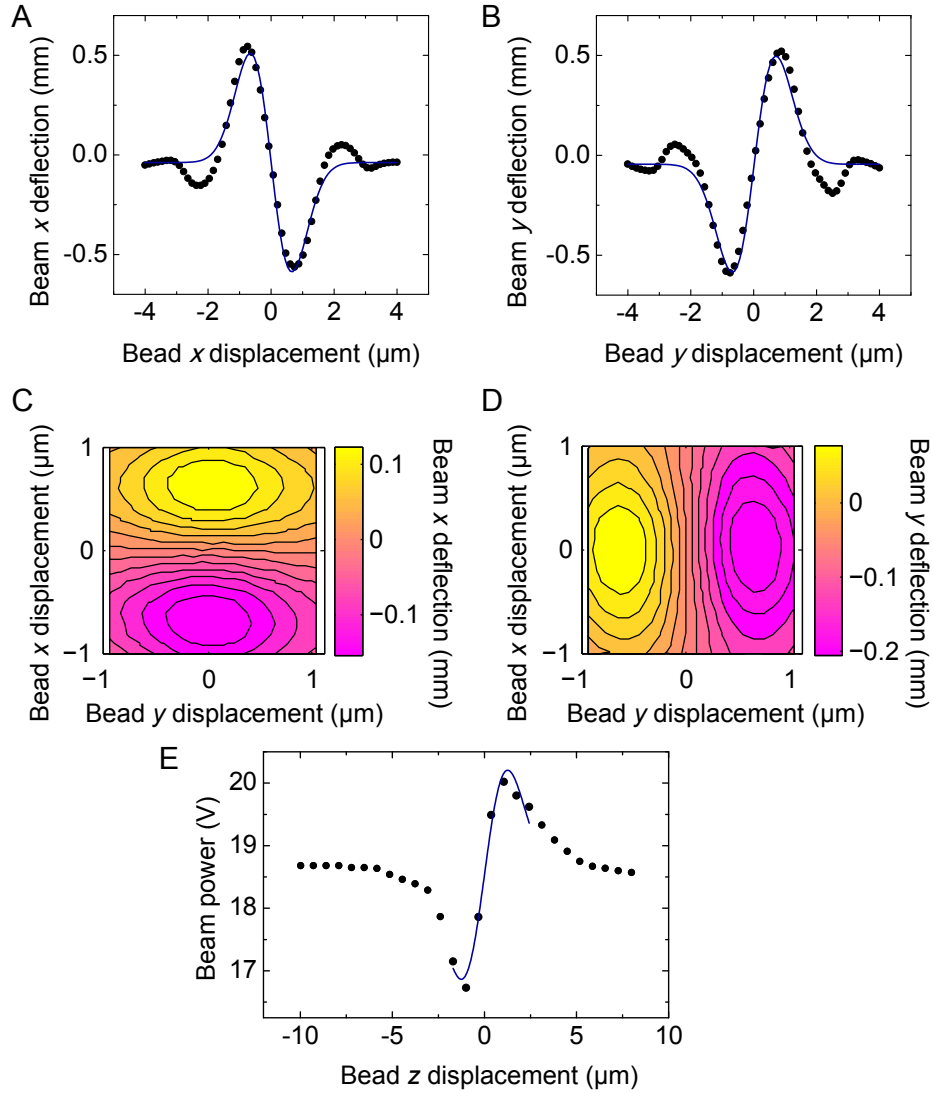 A
0.5
0.0
-0.5
Beam x deflection (mm)
-4 -2 0 2 4
Bead x displacement (µm)
B
0.5
0.0
-0.5
Beam y deflection (mm)
-4 -2 0 2 4
Bead y displacement (µm)
C
1
0
−1
Bead x displacement (µm)
−1 0 1
Bead y displacement (µm)
0.1
0
−0.1
Beam x deflection (mm)
D
1
0
−1
Bead x displacement (µm)
−1 0 1
Bead y displacement (µm)
0
−0.1
−0.2
Beam y deflection (mm)
E
20
19
18
17
Beam power (V)
-10 -5 0 5 10
Bead z displacement (µm)